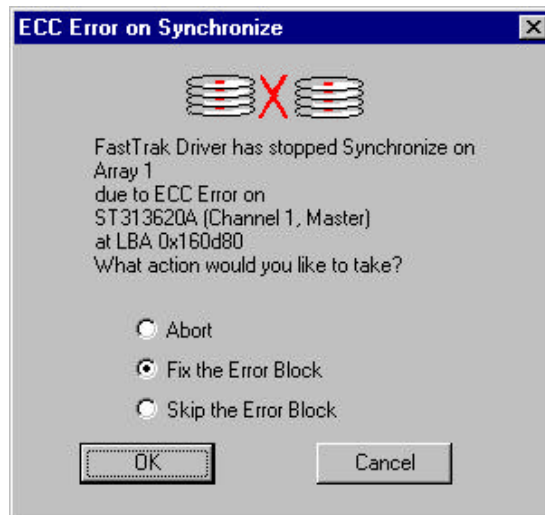 ECC Error on Synchronize
FastTrak Driver has stopped Synchronize on
Array 1
due to ECC Error on
ST313620A (Channel 1, Master)
at LBA 0x160d80
What action would you like to take?
Abort
Fix the Error Block
Skip the Error Block
OK Cancel